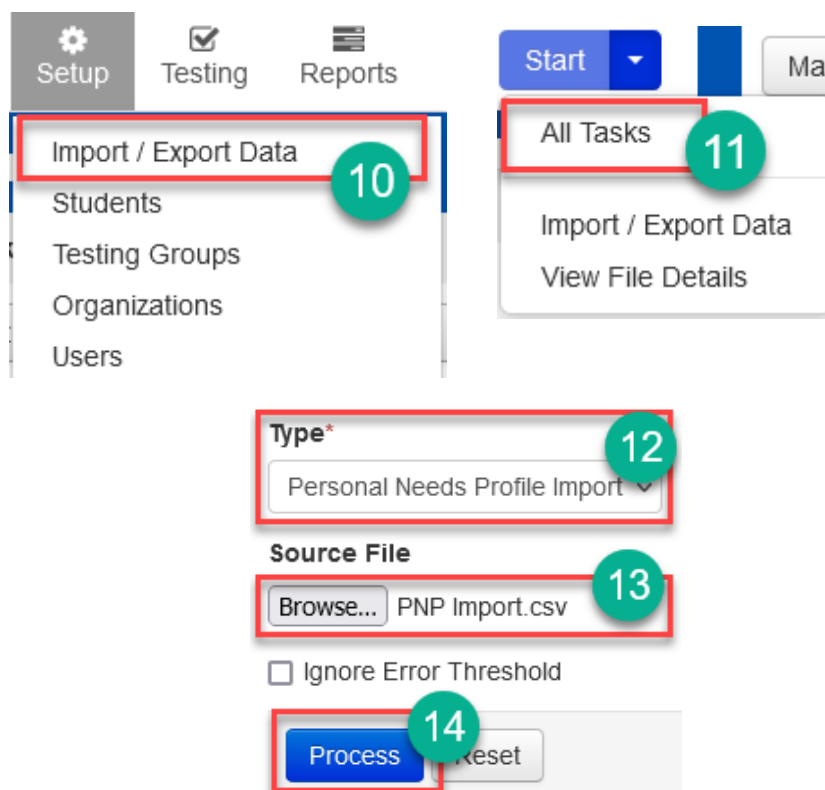 Setup Testing Reports
Import / Export Data
10
Students
Testing Groups
Organizations
Users
Start
Ma
All Tasks
11
Import / Export Data
View File Details
Type*
12
Personal Needs Profile Import
Source File
13
Browse... PNP Import.csv
Ignore Error Threshold
14
Process Reset